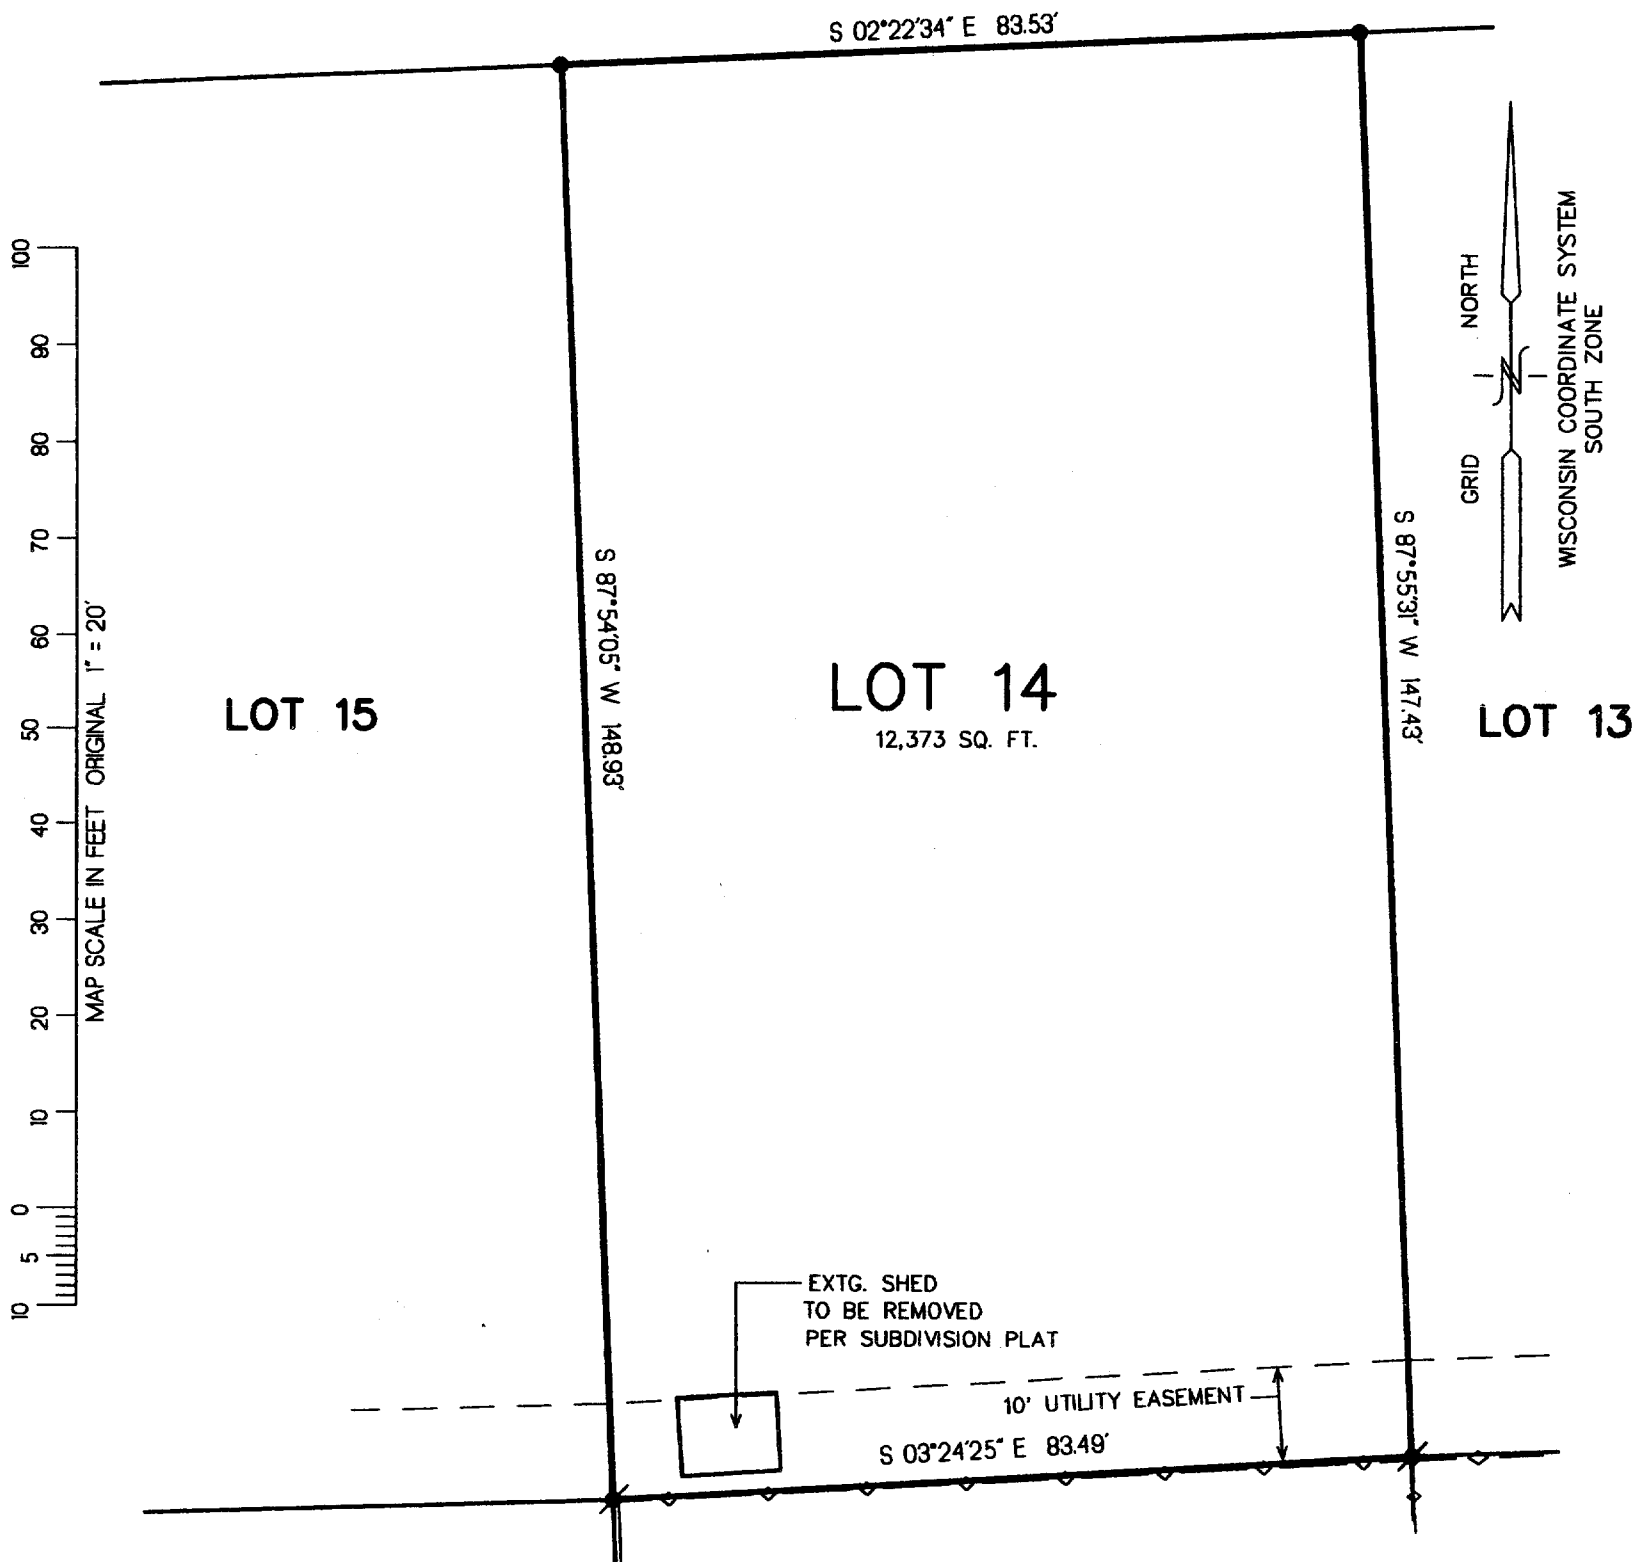 S 02°22'34" E 83.53'
100
90
80
70
60
50
40
30
20
10
0
5
10
MAP SCALE IN FEET ORIGINAL 1" = 20'
LOT 15
S 87°54'05" W 148.93'
LOT 14
12,373 SQ. FT.
S 87°55'31" W 147.43'
GRID NORTH
WISCONSIN COORDINATE SYSTEM
SOUTH ZONE
LOT 13
EXTG. SHED
TO BE REMOVED
PER SUBDIVISION PLAT
10' UTILITY EASEMENT
S 03°24'25" E 83.49'